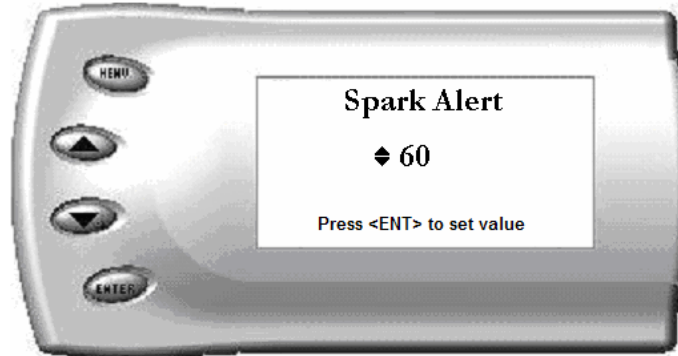 MENU
Spark Alert
60
Press <ENT> to set value
ENTER